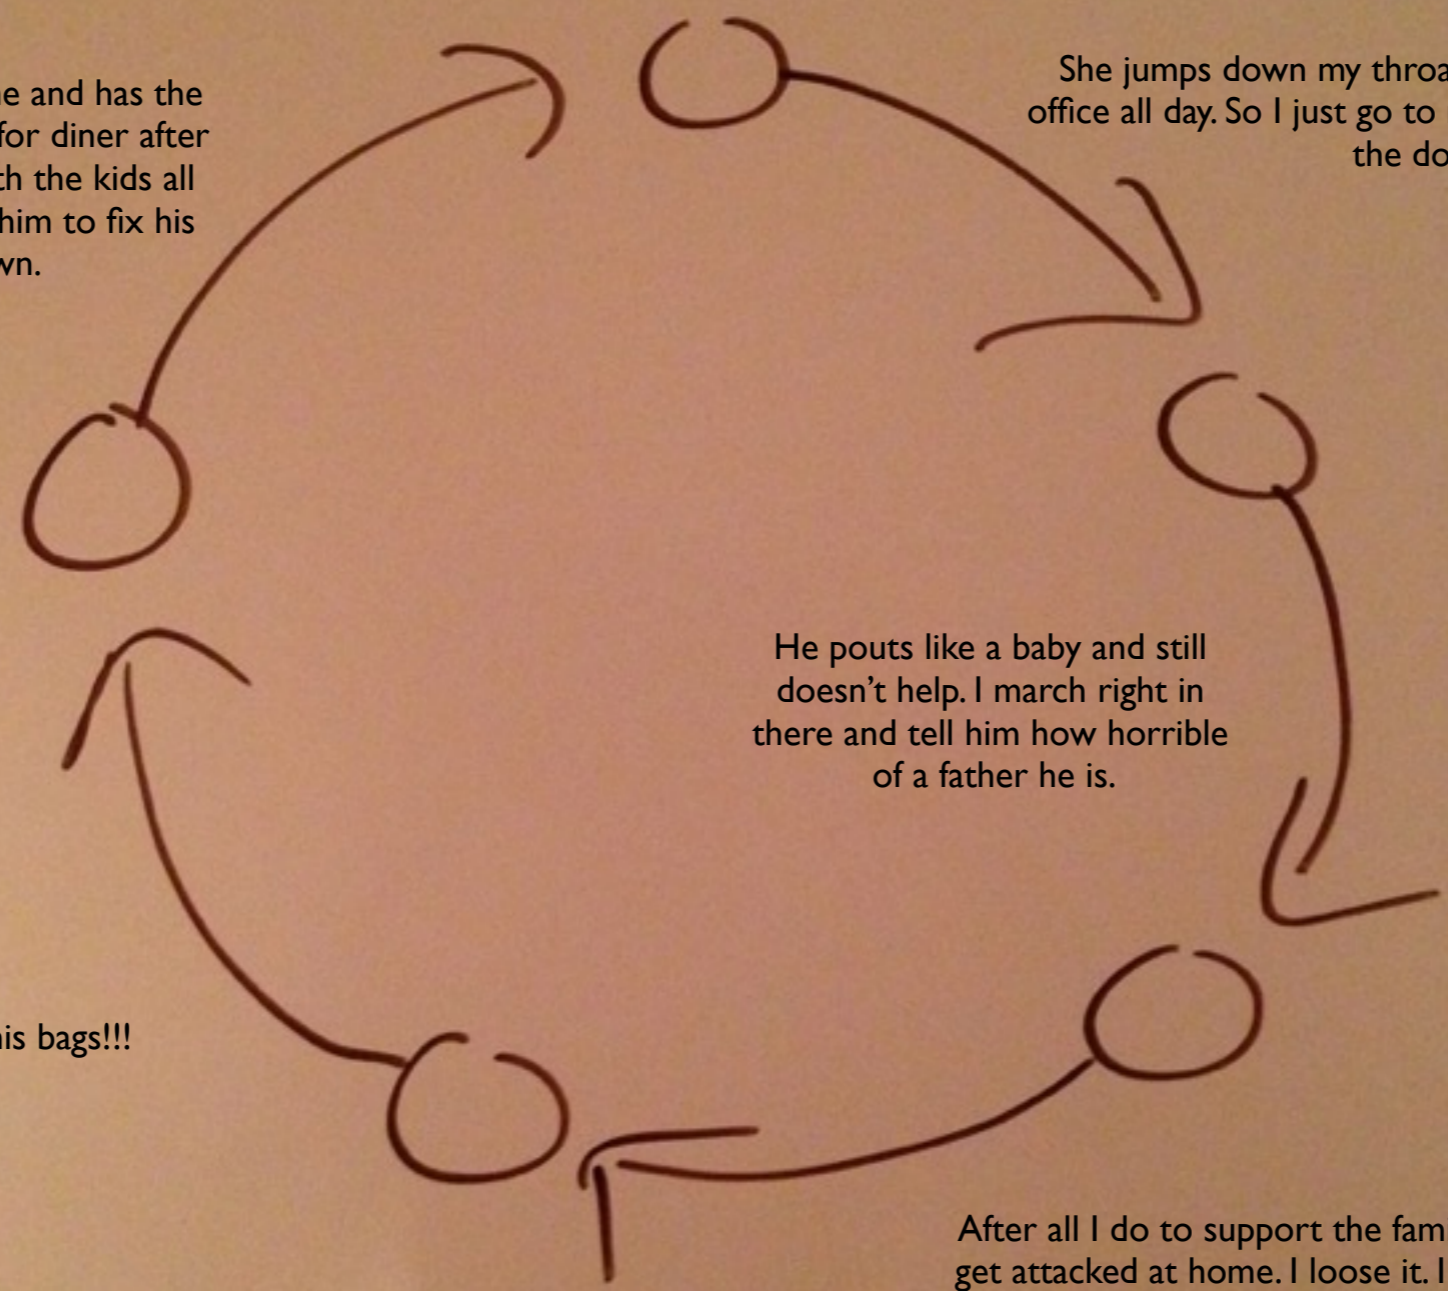 e and has the
for diner after
th the kids all
him to fix his
wn.
She jumps down my throa
office all day. So I just go to
the do
He pouts like a baby and still
doesn't help. I march right in
there and tell him how horrible
of a father he is.
is bags!!!
After all I do to support the fam
get attacked at home. I loose it. I